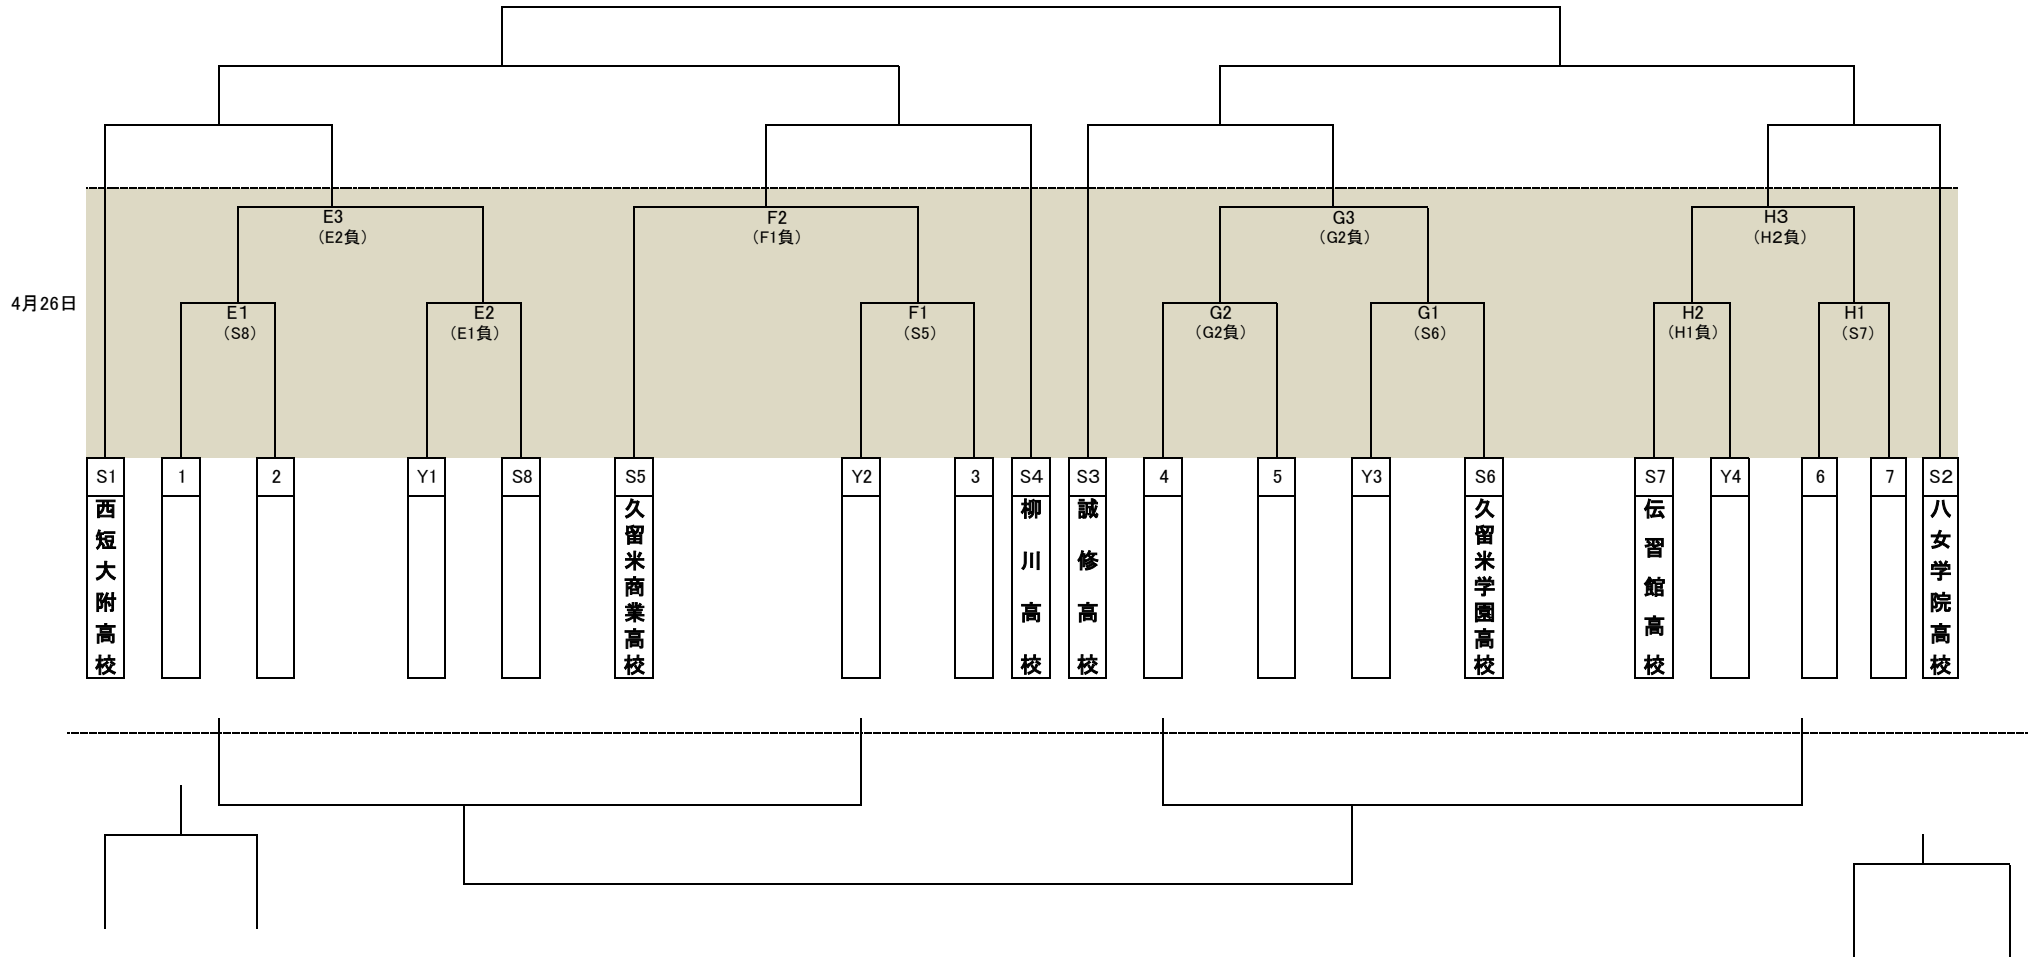 E3
F2
G3
H3
（E2負）
（F1負）
（G2負）
（H2負）
4月26日
E1
E2
F1
G2
G1
H2
H1
（S8）
（E1負）
（S5）
（G2負）
（S6）
（H1負）
（S7）
S1
1
2
Y1
S8
S5
Y2
3
S4
S3
4
5
Y3
S6
S7
Y4
6
7
S2
西短大附高校
久留米商業高校
柳川高校
誠修高校
久留米学園高校
伝習館高校
八女学院高校